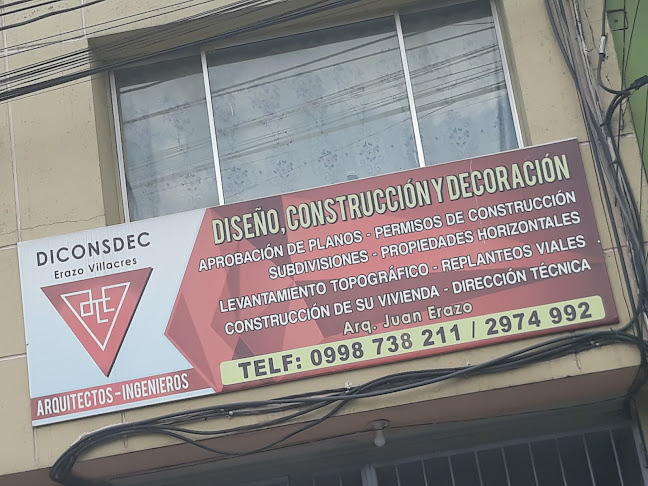 DICONSDEC
Erazo Villacres
ARQUITECTOS - INGENIEROS
DISEÑO, CONSTRUCCIÓN Y DECORACIÓN
APROBACIÓN DE PLANOS - PERMISOS DE CONSTRUCCIÓN
SUBDIVISIONES - PROPIEDADES HORIZONTALES
LEVANTAMIENTO TOPOGRÁFICO - REPLANTEOS VIALES
CONSTRUCCIÓN DE SU VIVIENDA - DIRECCIÓN TÉCNICA
Arq. Juan Erazo
TELF: 0998 738 211 / 2974 992